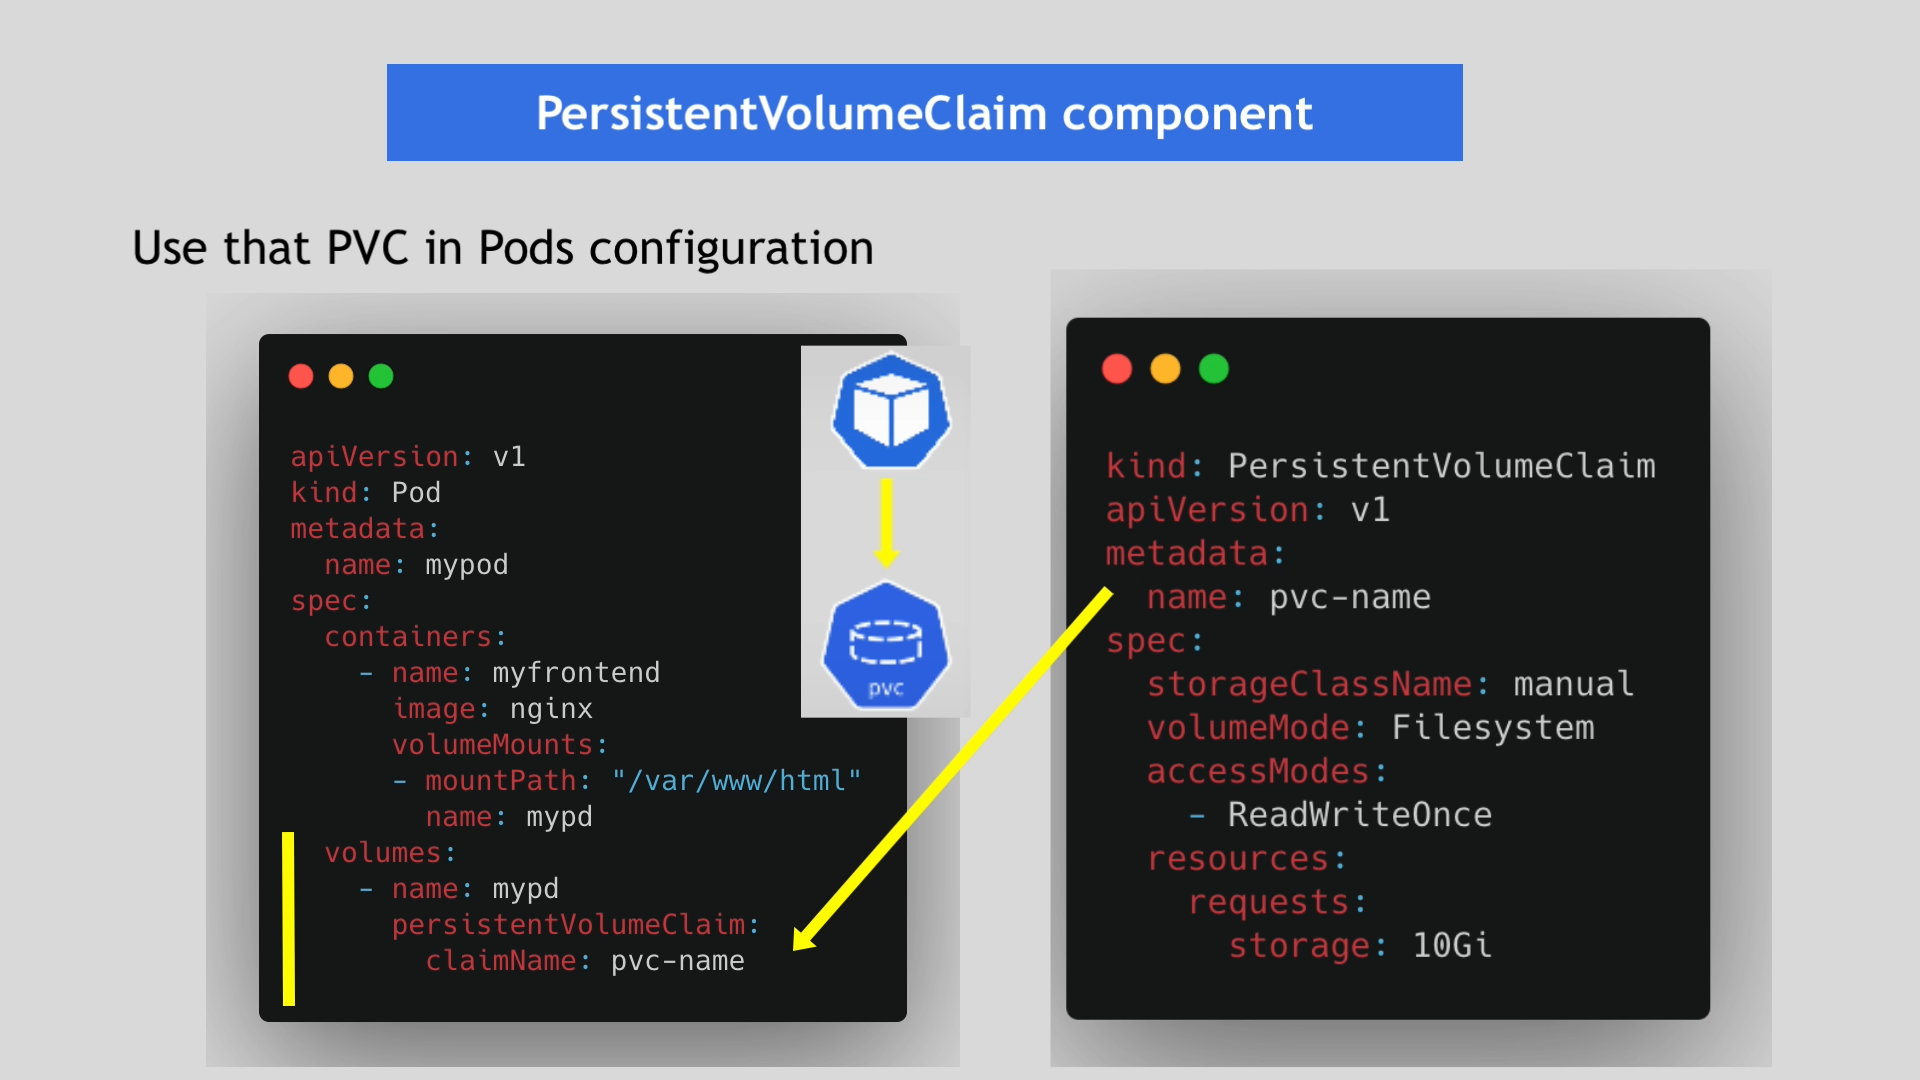 PersistentVolumeClaim component
Use that PVC in Pods configuration
apiVersion: v1
kind: Pod
metadata:
  name: mypod
spec:
  containers:
    - name: myfrontend
      image: nginx
      volumeMounts:
      - mountPath: "/var/www/html"
        name: mypd
  volumes:
    - name: mypd
      persistentVolumeClaim:
        claimName: pvc-name
pvc
kind: PersistentVolumeClaim
apiVersion: v1
metadata:
  name: pvc-name
spec:
  storageClassName: manual
  volumeMode: Filesystem
  accessModes:
    - ReadWriteOnce
  resources:
    requests:
      storage: 10Gi